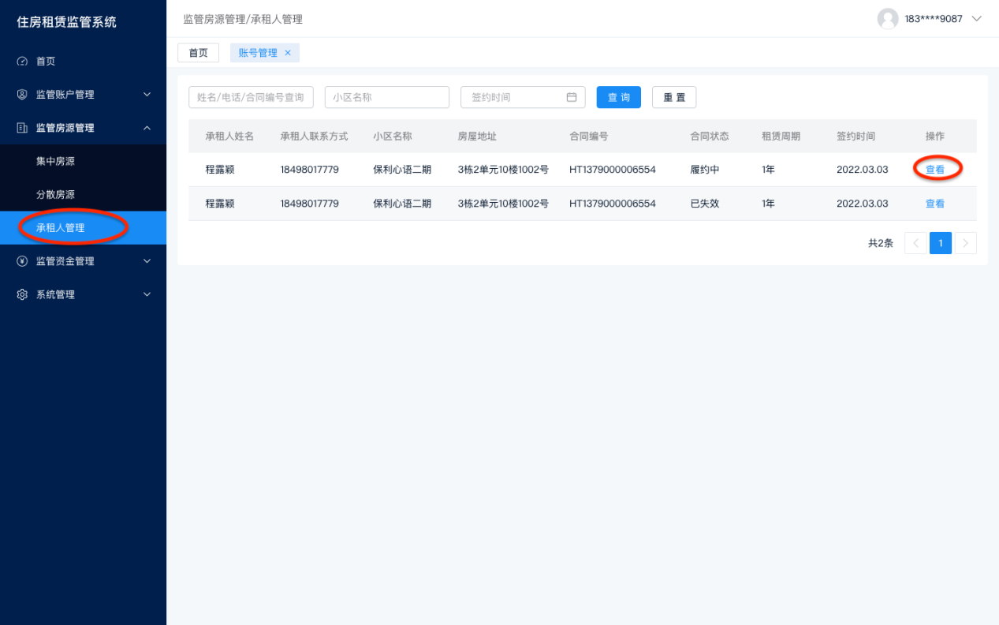 住房租赁监管系统
首页
监管账户管理
监管房源管理
集中房源
分散房源
承租人管理
监管资金管理
系统管理
监管房源管理/承租人管理
183****9087
首页 账号管理 ×
姓名/电话/合同编号查询 小区名称 签约时间 查 询 重 置
承租人姓名 承租人联系方式 小区名称 房屋地址 合同编号 合同状态 租赁周期 签约时间 操作
程露颖 18498017779 保利心语二期 3栋2单元10楼1002号 HT1379000006554 履约中 1年 2022.03.03 查看
程露颖 18498017779 保利心语二期 3栋2单元10楼1002号 HT1379000006554 已失效 1年 2022.03.03 查看
共2条 < 1 >